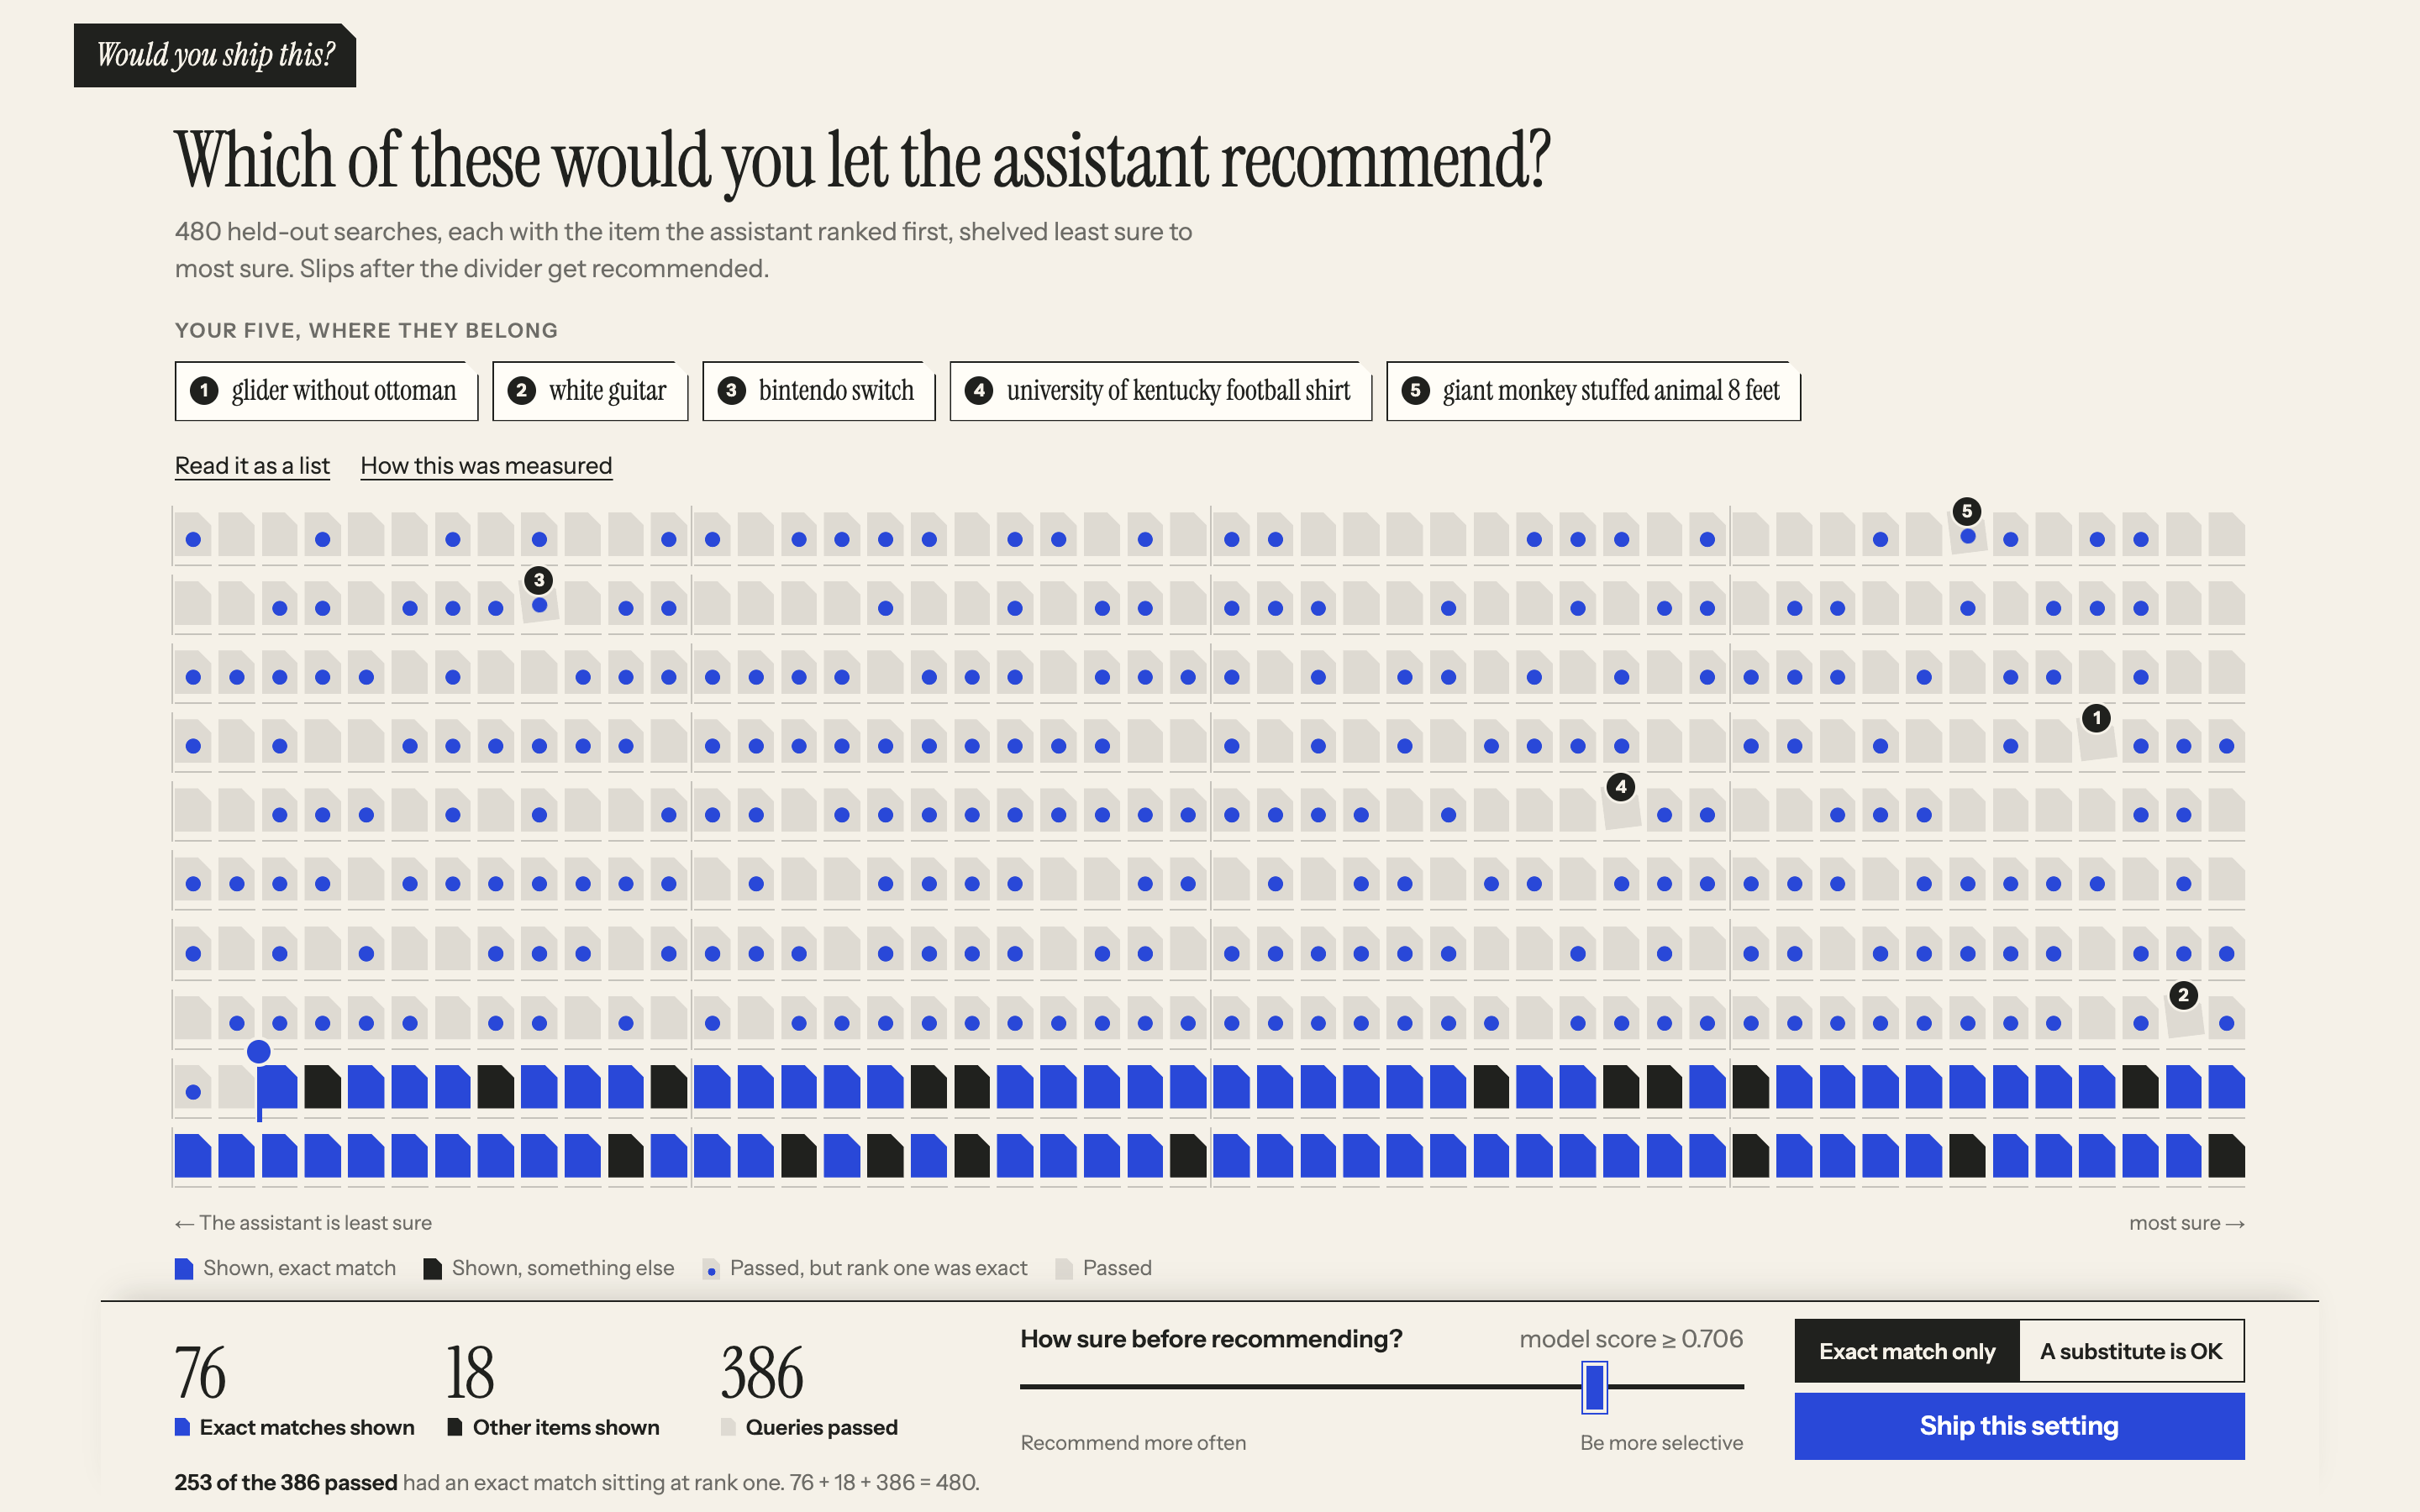 Would you ship this?
Which of these would you let the assistant recommend?
480 held-out searches, each with the item the assistant ranked first, shelved least sure to
most sure. Slips after the divider get recommended.
YOUR FIVE, WHERE THEY BELONG
1 glider without ottoman
2 white guitar
3 bintendo switch
4 university of kentucky football shirt
5 giant monkey stuffed animal 8 feet
Read it as a list
How this was measured
5
3
1
4
2
← The assistant is least sure
most sure →
Shown, exact match
Shown, something else
Passed, but rank one was exact
Passed
76
Exact matches shown
18
Other items shown
386
Queries passed
253 of the 386 passed had an exact match sitting at rank one. 76 + 18 + 386 = 480.
How sure before recommending?
model score ≥ 0.706
Recommend more often
Be more selective
Exact match only
A substitute is OK
Ship this setting